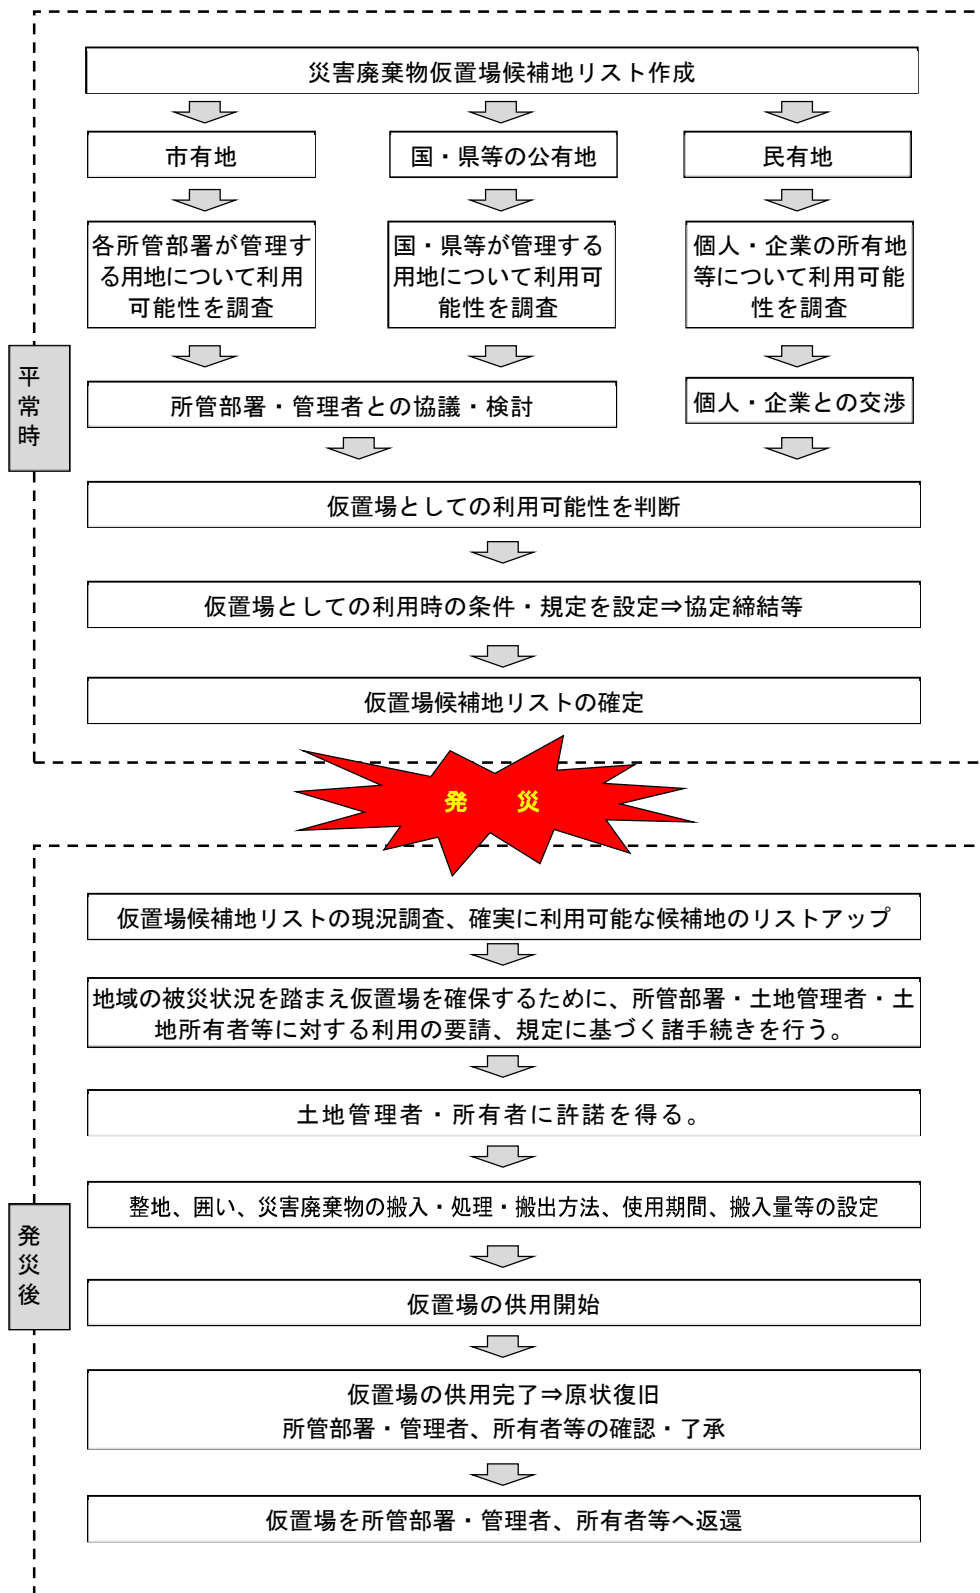 災害廃棄物仮置場候補地リスト作成
市有地
国・県等の公有地
民有地
各所管部署が管理す
る用地について利用
可能性を調査
国・県等が管理する
用地について利用可
能性を調査
個人・企業の所有地
等について利用可能
性を調査
平
常
時
所管部署・管理者との協議・検討
個人・企業との交渉
仮置場としての利用可能性を判断
仮置場としての利用時の条件・規定を設定⇒協定締結等
仮置場候補地リストの確定
発 災
仮置場候補地リストの現況調査、確実に利用可能な候補地のリストアップ
地域の被災状況を踏まえ仮置場を確保するために、所管部署・土地管理者・土
地所有者等に対する利用の要請、規定に基づく諸手続きを行う。
土地管理者・所有者に許諾を得る。
整地、囲い、災害廃棄物の搬入・処理・搬出方法、使用期間、搬入量等の設定
発
災
後
仮置場の供用開始
仮置場の供用完了⇒原状復旧
所管部署・管理者、所有者等の確認・了承
仮置場を所管部署・管理者、所有者等へ返還